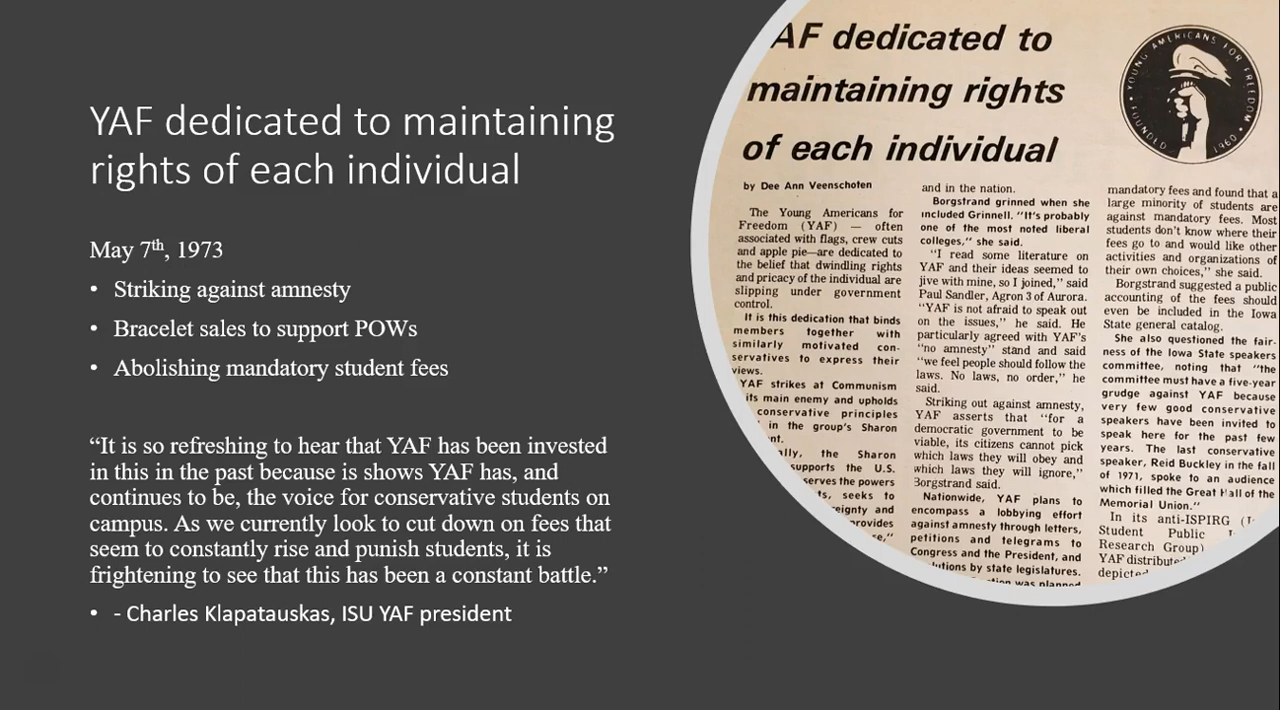 YAF dedicated to maintaining
rights of each individual
May 7th, 1973
• Striking against amnesty
• Bracelet sales to support POWs
• Abolishing mandatory student fees
“It is so refreshing to hear that YAF has been invested
in this in the past because is shows YAF has, and
continues to be, the voice for conservative students on
campus. As we currently look to cut down on fees that
seem to constantly rise and punish students, it is
frightening to see that this has been a constant battle.”
• - Charles Klapatauskas, ISU YAF president
AF dedicated to
maintaining rights
of each individual
YOUNG AMERICANS FOR FREEDOM
FOUNDED 1960
by Dee Ann Veenschoten
The Young Americans for
Freedom (YAF) — often
associated with flags, crew cuts
and apple pie—are dedicated to
the belief that dwindling rights
and pricacy of the individual are
slipping under government
control.
It is this dedication that binds
members together with
similarly motivated con-
servatives to express their
views.
YAF strikes at Communism
its main enemy and upholds
conservative principles
in the group's Sharon
nt.
ally, the Sharon
supports the U.S.
serves the powers
ts, seeks to
eignty and
provides
se,"
and in the nation.
Borgstrand grinned when she
included Grinnell. "It's probably
one of the most noted liberal
colleges," she said.
"I read some literature on
YAF and their ideas seemed to
jive with mine, so I joined," said
Paul Sandler, Agron 3 of Aurora.
"YAF is not afraid to speak out
on the issues," he said. He
particularly agreed with YAF's
"no amnesty" stand and said
"we feel people should follow the
laws. No laws, no order," he
said.
Striking out against amnesty,
YAF asserts that "for a
democratic government to be
viable, its citizens cannot pick
which laws they will obey and
which laws they will ignore,"
Borgstrand said.
Nationwide, YAF plans to
encompass a lobbying effort
against amnesty through letters,
petitions and telegrams to
Congress and the President, and
lutions by state legislatures.
tion was planned
mandatory fees and found that a
large minority of students are
against mandatory fees. Most
students don't know where their
fees go to and would like other
activities and organizations of
their own choices," she said.
Borgstrand suggested a public
accounting of the fees should
even be included in the Iowa
State general catalog.
She also questioned the fair-
ness of the Iowa State speakers
committee, noting that "the
committee must have a five-year
grudge against YAF because
very few good conservative
speakers have been invited to
speak here for the past few
years. The last conservative
speaker, Reid Buckley in the fall
of 1971, spoke to an audience
which filled the Great Hall of the
Memorial Union."
In its anti-ISPIRG
Student Public
Research Group)
YAF distribute
depicte